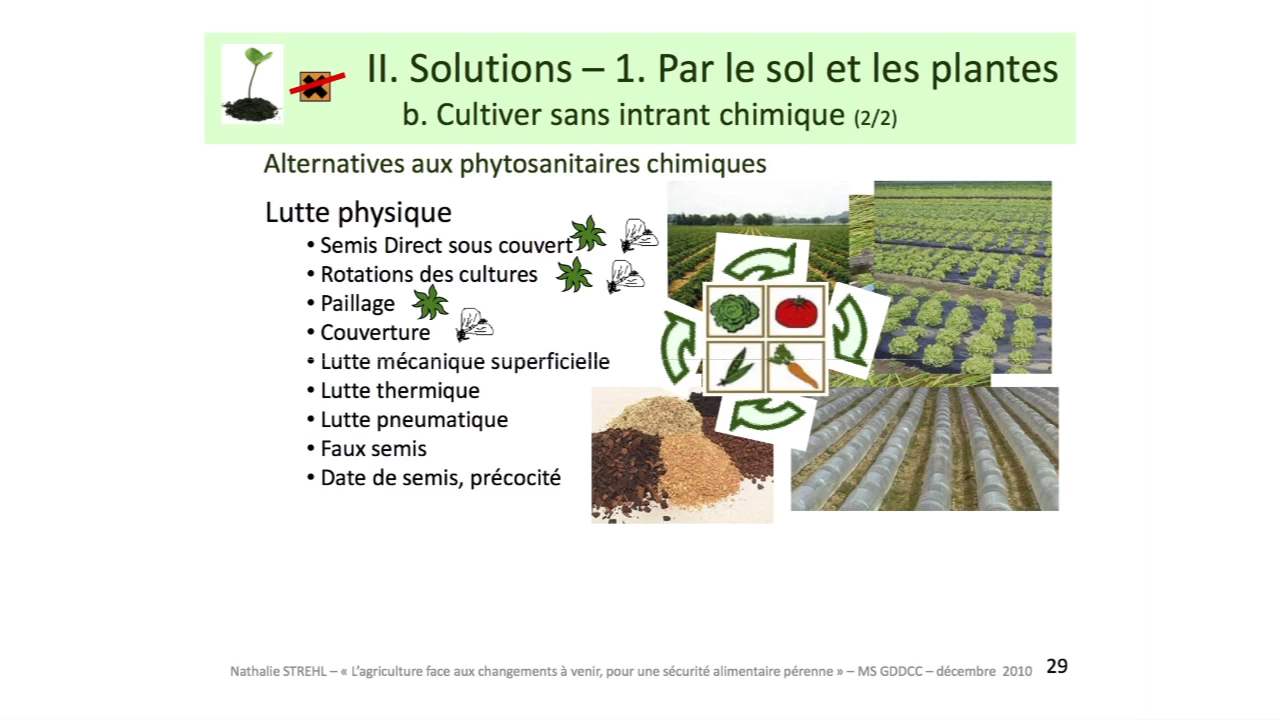 II. Solutions – 1. Par le sol et les plantes
b. Cultiver sans intrant chimique (2/2)
Alternatives aux phytosanitaires chimiques
Lutte physique
• Semis Direct sous couvert
• Rotations des cultures
• Paillage
• Couverture
• Lutte mécanique superficielle
• Lutte thermique
• Lutte pneumatique
• Faux semis
• Date de semis, précocité
Nathalie STREHL – « L'agriculture face aux changements à venir, pour une sécurité alimentaire pérenne » – MS GDDCC – décembre 2010 29